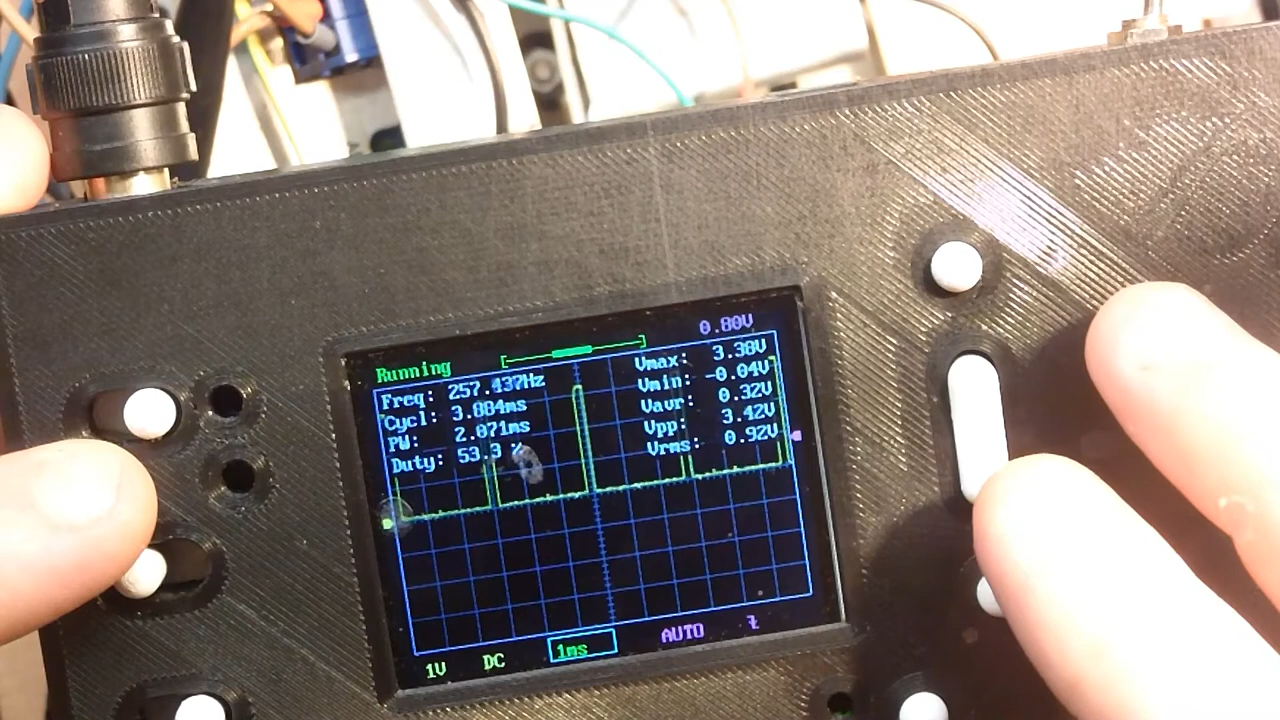 0.80V
Running
Freq: 257.437Hz
Cycl: 3.884ms
PW: 2.071ms
Duty: 53.3 %
Vmax: 3.38V
Vmin: -0.04V
Vavr: 0.32V
Vpp: 3.42V
Vrms: 0.92V
1V DC 1ms AUTO